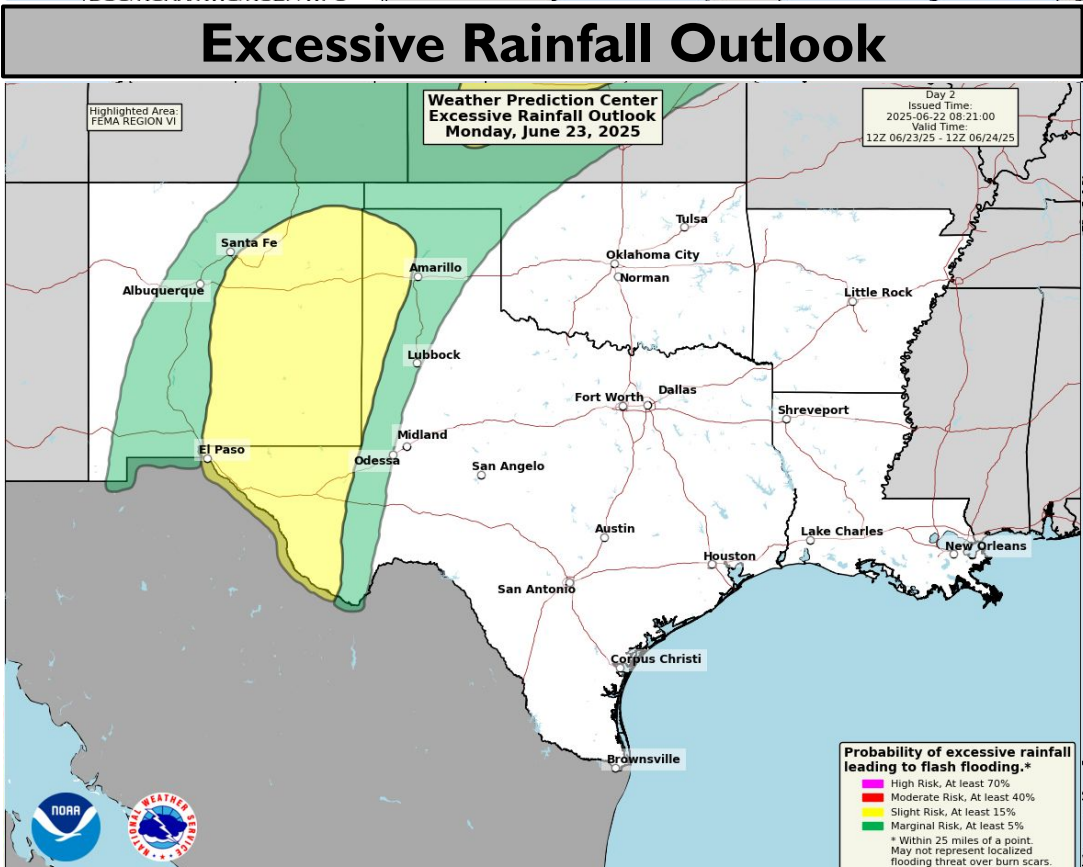 Excessive Rainfall Outlook
Highlighted Area:
FEMA REGION VI
Weather Prediction Center
Excessive Rainfall Outlook
Monday, June 23, 2025
Day 2
Issued Time:
2025-06-22 08:21:00
Valid Time:
12Z 06/23/25 - 12Z 06/24/25
Tulsa
Santa Fe
Oklahoma City
Amarillo
Norman
Albuquerque
Little Rock
Lubbock
Dallas
Fort Worth
Shreveport
Midland
El Paso
Odessa
San Angelo
Austin
Lake Charles
New Orleans
Houston
San Antonio
Corpus Christi
Brownsville
Probability of excessive rainfall
leading to flash flooding.*
High Risk, At least 70%
Moderate Risk, At least 40%
Slight Risk, At least 15%
Marginal Risk, At least 5%
* Within 25 miles of a point.
May not represent localized
flooding threat over burn scars.
NOAA
NATIONAL WEATHER SERVICE